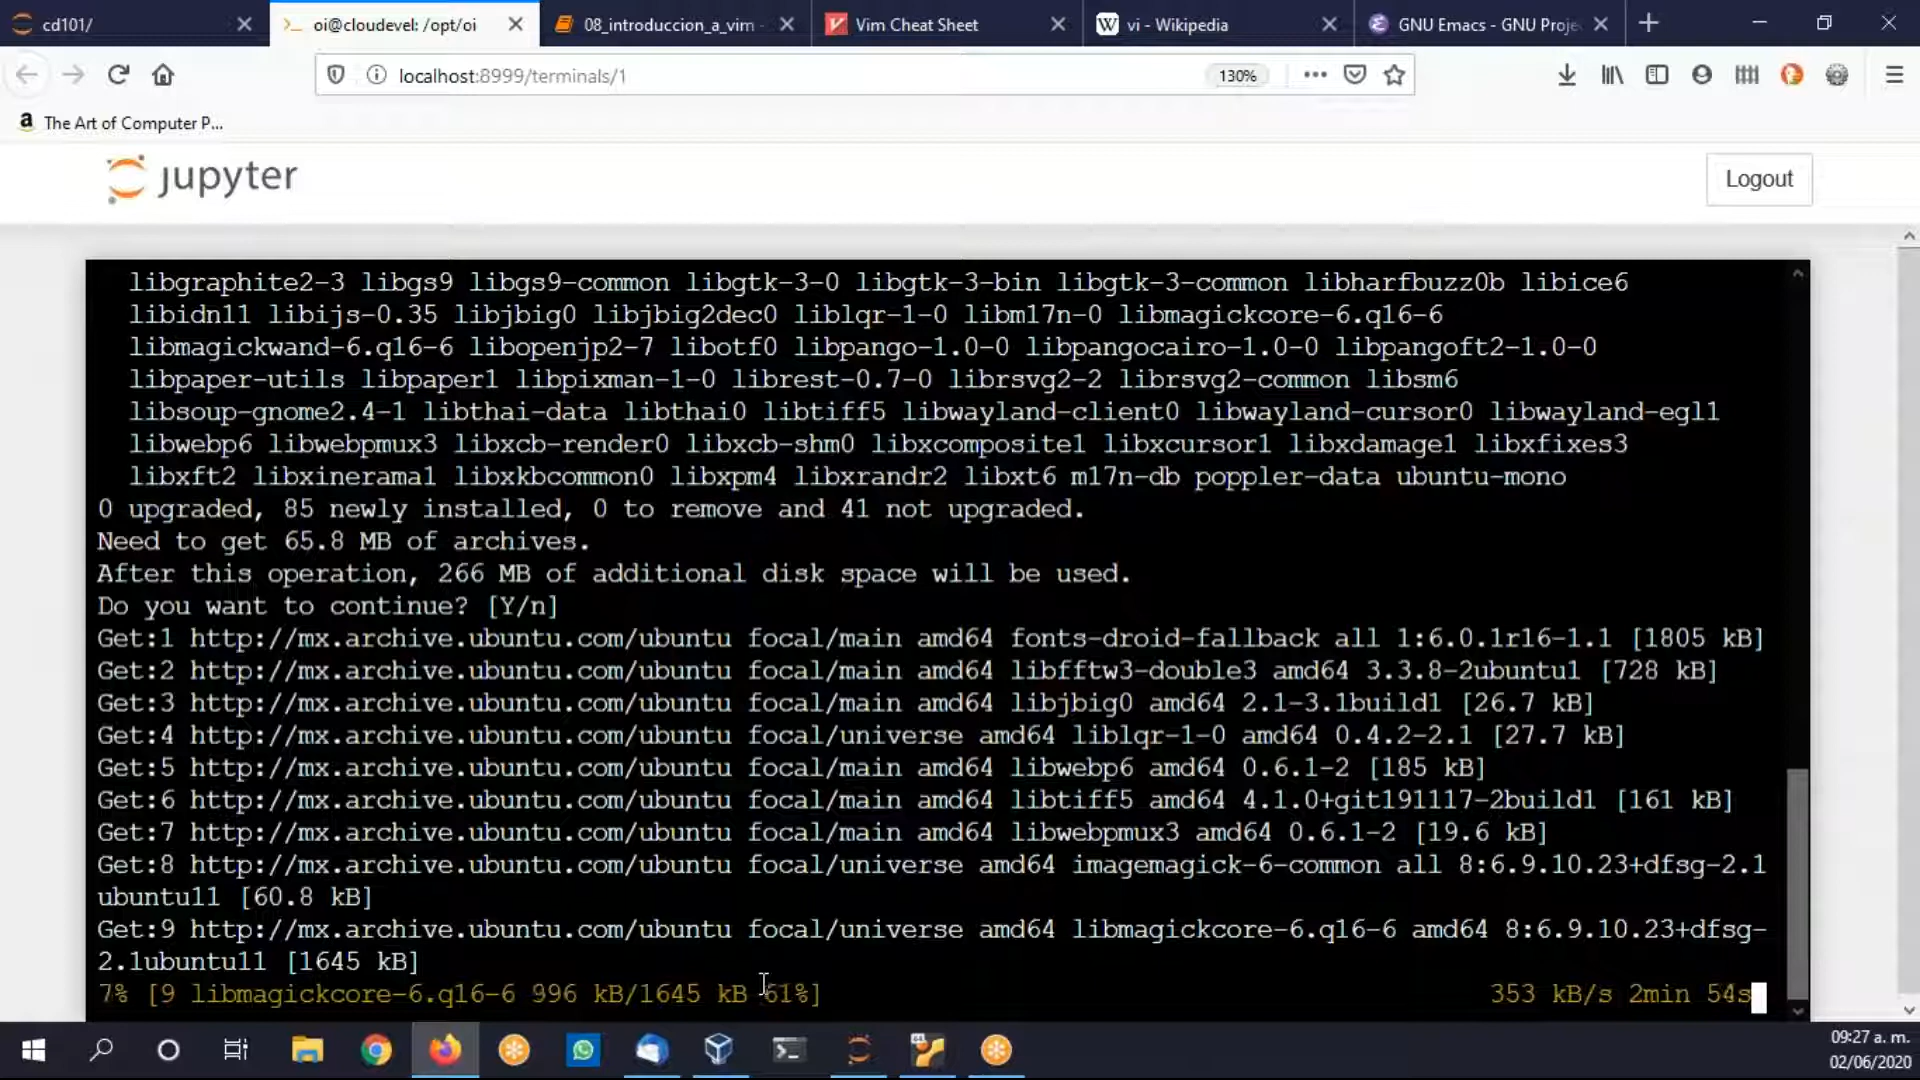 cd101/
oi@cloudevel: /opt/oi
08_introduccion_a_vim -
Vim Cheat Sheet
W vi - Wikipedia
GNU Emacs - GNU Proje
localhost:8999/terminals/1
130%
a The Art of Computer P...
jupyter
Logout
libgraphite2-3 libgs9 libgs9-common libgtk-3-0 libgtk-3-bin libgtk-3-common libharfbuzz0b libice6
libidn11 libijs-0.35 libjbig0 libjbig2dec0 liblqr-1-0 libm17n-0 libmagickcore-6.q16-6
libmagickwand-6.q16-6 libopenjp2-7 libotf0 libpango-1.0-0 libpangocairo-1.0-0 libpangoft2-1.0-0
libpaper-utils libpaper1 libpixman-1-0 librest-0.7-0 librsvg2-2 librsvg2-common libsm6
libsoup-gnome2.4-1 libthai-data libthai0 libtiff5 libwayland-client0 libwayland-cursor0 libwayland-egl1
libwebp6 libwebpmux3 libxcb-render0 libxcb-shm0 libxcomposite1 libxcursor1 libxdamage1 libxfixes3
libxft2 libxinerama1 libxkbcommon0 libxpm4 libxrandr2 libxt6 m17n-db poppler-data ubuntu-mono
0 upgraded, 85 newly installed, 0 to remove and 41 not upgraded.
Need to get 65.8 MB of archives.
After this operation, 266 MB of additional disk space will be used.
Do you want to continue? [Y/n]
Get:1 http://mx.archive.ubuntu.com/ubuntu focal/main amd64 fonts-droid-fallback all 1:6.0.1r16-1.1 [1805 kB]
Get:2 http://mx.archive.ubuntu.com/ubuntu focal/main amd64 libfftw3-double3 amd64 3.3.8-2ubuntu1 [728 kB]
Get:3 http://mx.archive.ubuntu.com/ubuntu focal/main amd64 libjbig0 amd64 2.1-3.1build1 [26.7 kB]
Get:4 http://mx.archive.ubuntu.com/ubuntu focal/universe amd64 liblqr-1-0 amd64 0.4.2-2.1 [27.7 kB]
Get:5 http://mx.archive.ubuntu.com/ubuntu focal/main amd64 libwebp6 amd64 0.6.1-2 [185 kB]
Get:6 http://mx.archive.ubuntu.com/ubuntu focal/main amd64 libtiff5 amd64 4.1.0+git191117-2build1 [161 kB]
Get:7 http://mx.archive.ubuntu.com/ubuntu focal/main amd64 libwebpmux3 amd64 0.6.1-2 [19.6 kB]
Get:8 http://mx.archive.ubuntu.com/ubuntu focal/universe amd64 imagemagick-6-common all 8:6.9.10.23+dfsg-2.1
ubuntu11 [60.8 kB]
Get:9 http://mx.archive.ubuntu.com/ubuntu focal/universe amd64 libmagickcore-6.q16-6 amd64 8:6.9.10.23+dfsg-
2.1ubuntu11 [1645 kB]
7% [9 libmagickcore-6.q16-6 996 kB/1645 kB 61%] 353 kB/s 2min 54s
09:27 a. m.
02/06/2020